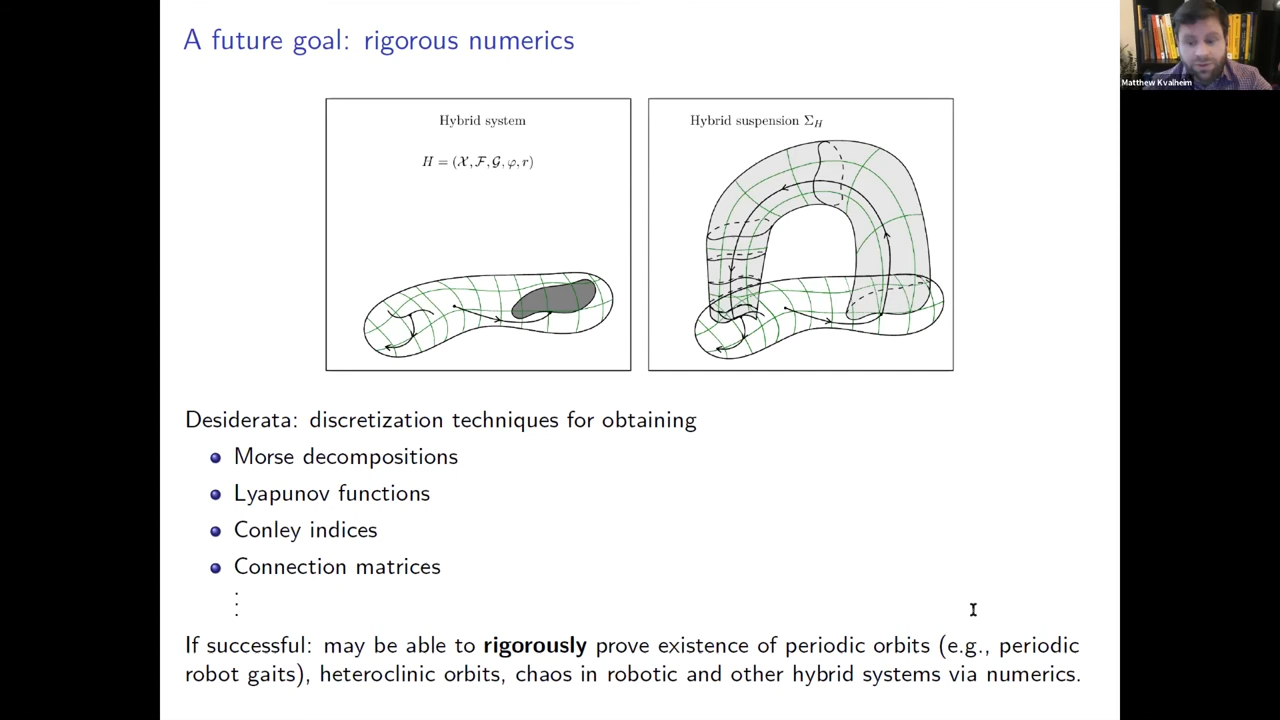 A future goal: rigorous numerics
Matthew Kvalheim
Hybrid system
H = (𝒳, ℱ, 𝒢, φ, r)
Hybrid suspension Σ_H
Desiderata: discretization techniques for obtaining
Morse decompositions
Lyapunov functions
Conley indices
Connection matrices
⋮
If successful: may be able to rigorously prove existence of periodic orbits (e.g., periodic
robot gaits), heteroclinic orbits, chaos in robotic and other hybrid systems via numerics.